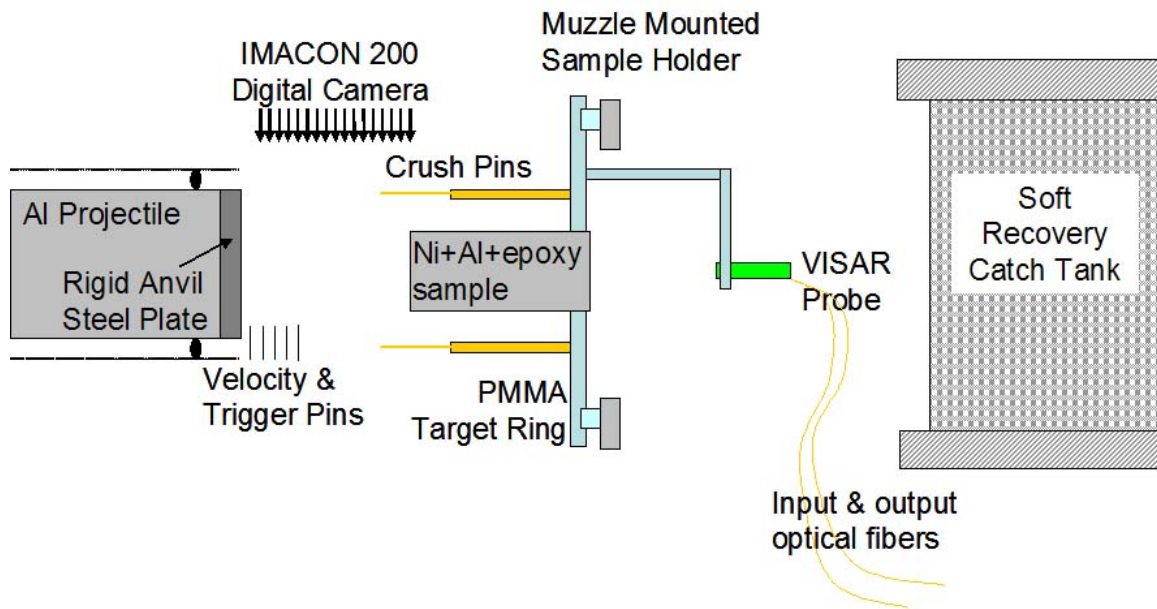 IMACON 200
Digital Camera
Muzzle Mounted
Sample Holder
Crush Pins
Al Projectile
Rigid Anvil
Steel Plate
Ni+Al+epoxy
sample
VISAR
Probe
Soft
Recovery
Catch Tank
Velocity &
Trigger Pins
PMMA
Target Ring
Input & output
optical fibers